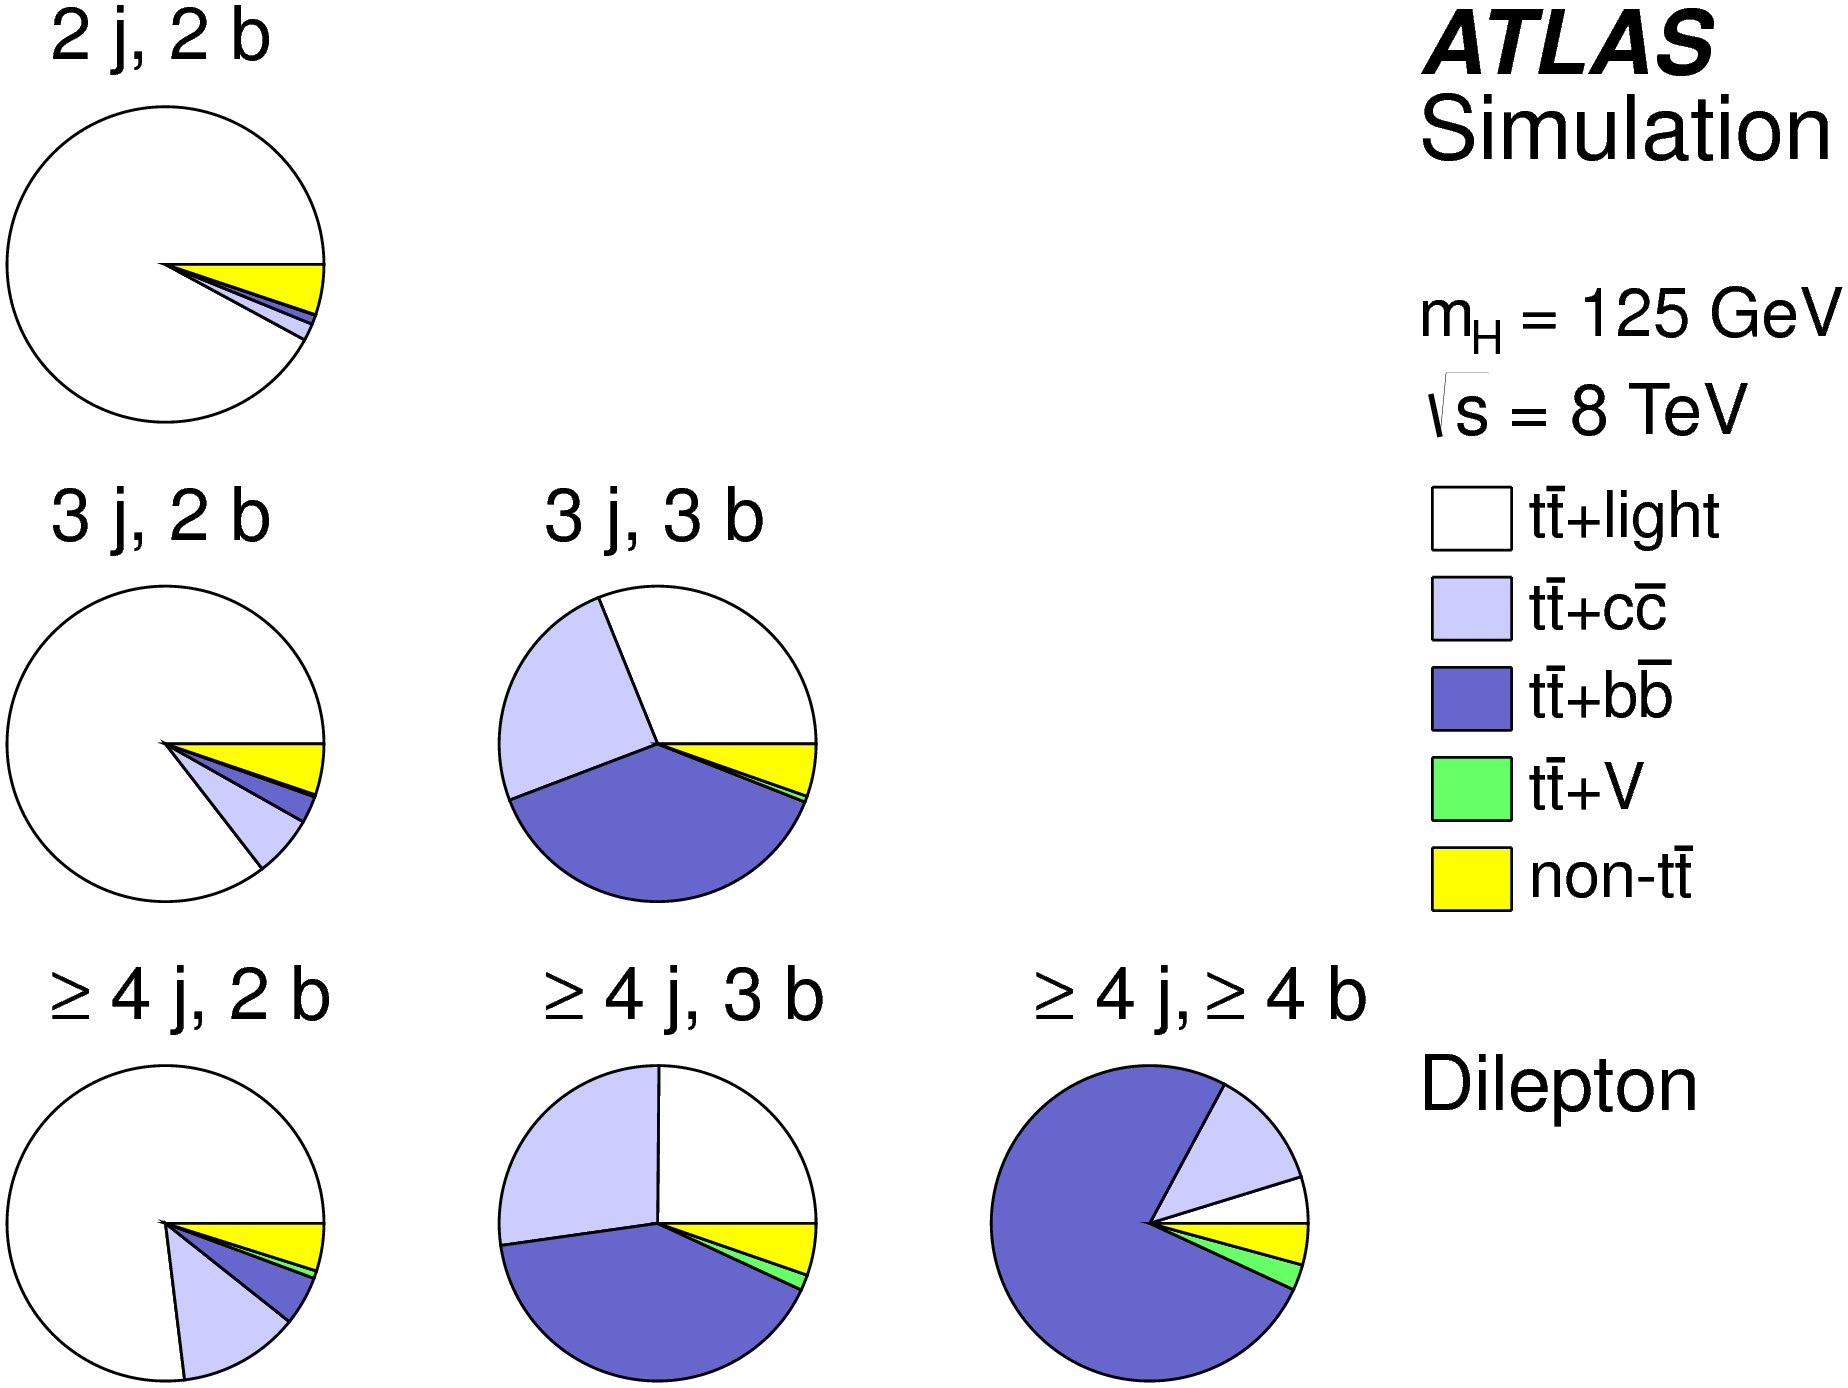 2 j, 2 b
ATLAS
Simulation
m_H = 125 GeV
√s = 8 TeV
3 j, 2 b
3 j, 3 b
tt̄+light
tt̄+cc̄
tt̄+bb̄
tt̄+V
non-tt̄
≥ 4 j, 2 b
≥ 4 j, 3 b
≥ 4 j, ≥ 4 b
Dilepton